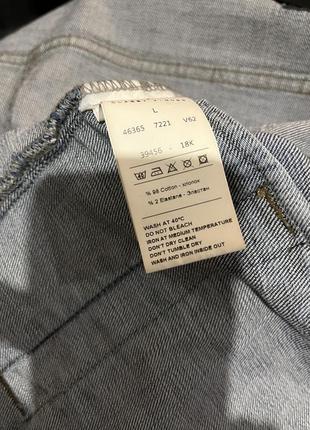 L
46365 7221 V62
39456 - 18K
% 98 Cotton - хлопок
% 2 Elastane - Эластан
WASH AT 40°C
DO NOT BLEACH
IRON AT MEDIUM TEMPERATURE
DON'T DRY CLEAN
DON'T TUMBLE DRY
WASH AND IRON INSIDE OUT